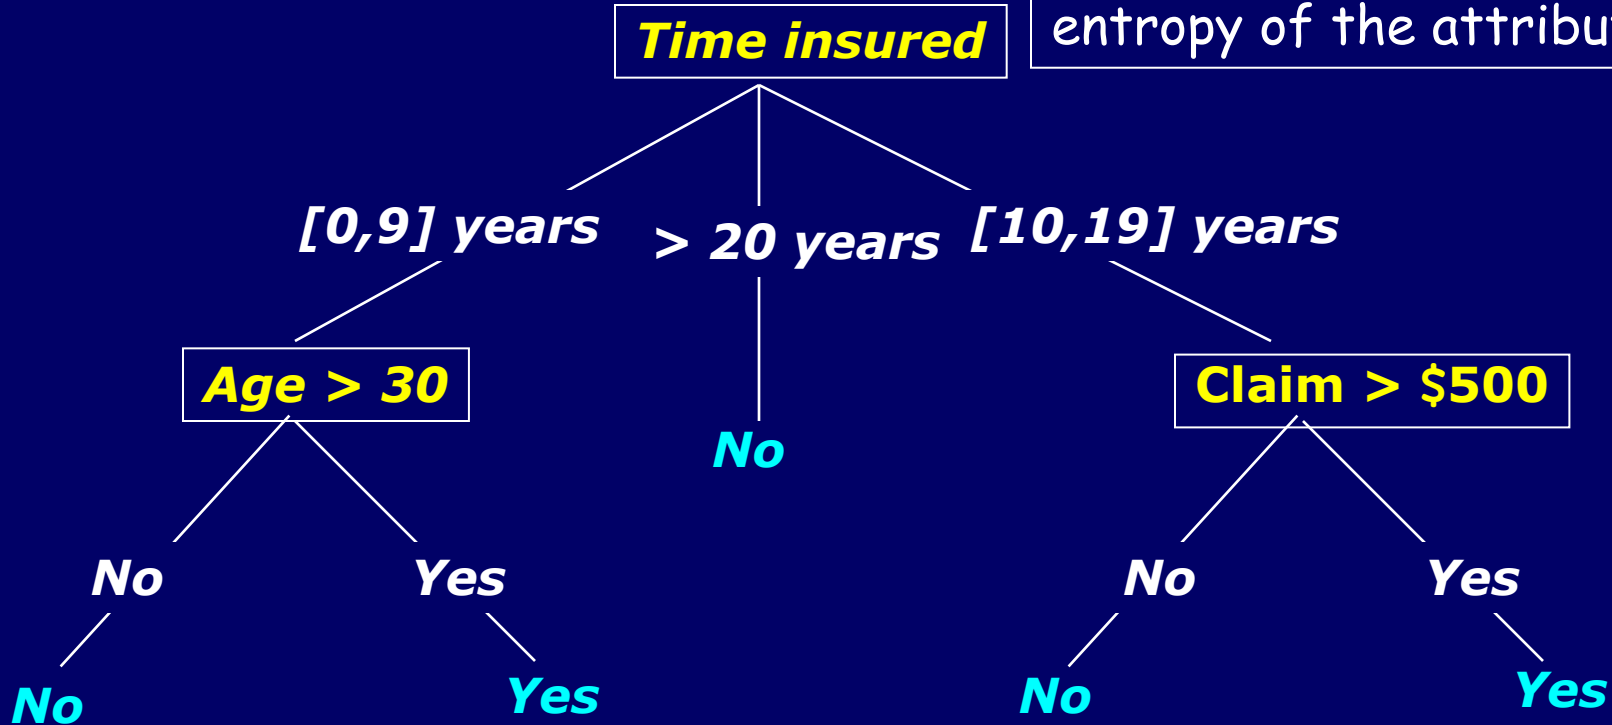 Time insured
entropy of the
[0,9] years
> 20 years
[10,19] years
Age > 30
Claim > $500
No
No
Yes
No
Yes
No
Yes
No
Yes